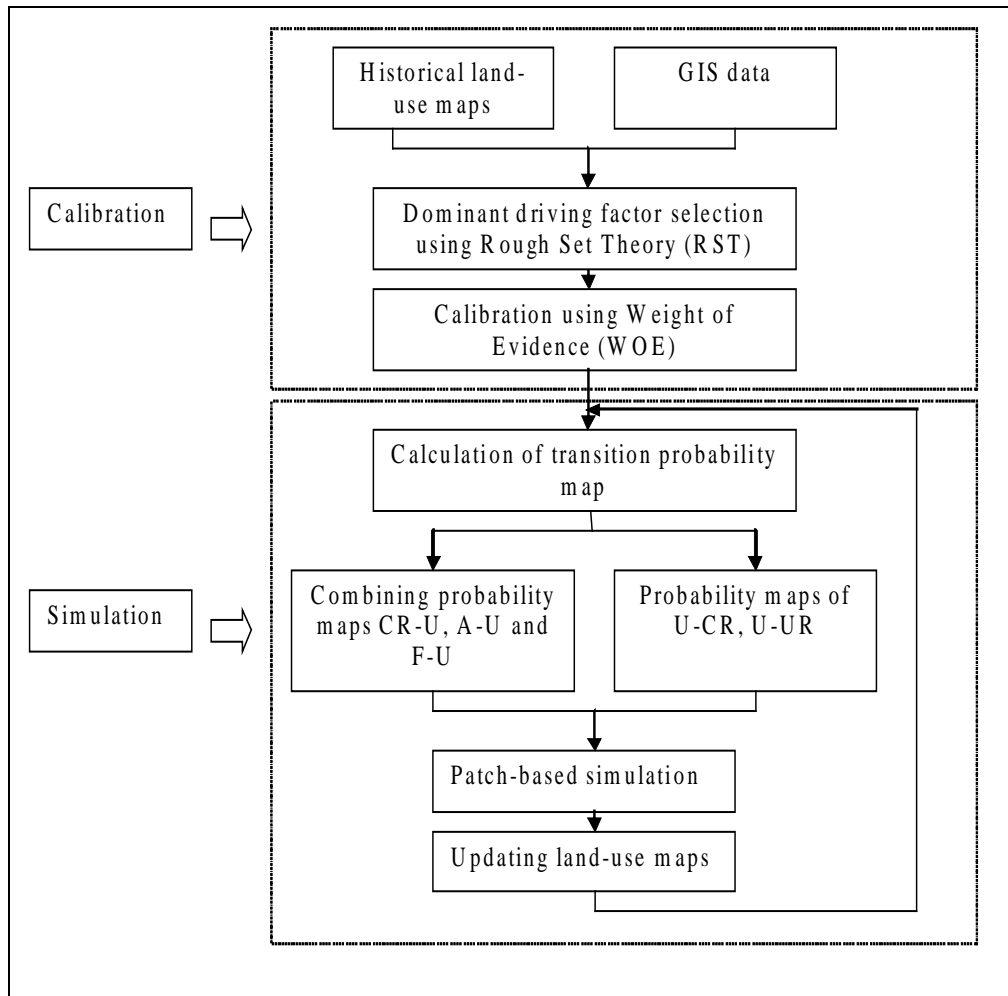 Historical land-
use maps
GIS data
Calibration
Dominant driving factor selection
using Rough Set Theory (RST)
Calibration using Weight of
Evidence (WOE)
Calculation of transition probability
map
Simulation
Combining probability
maps CR-U, A-U and
F-U
Probability maps of
U-CR, U-UR
Patch-based simulation
Updating land-use maps